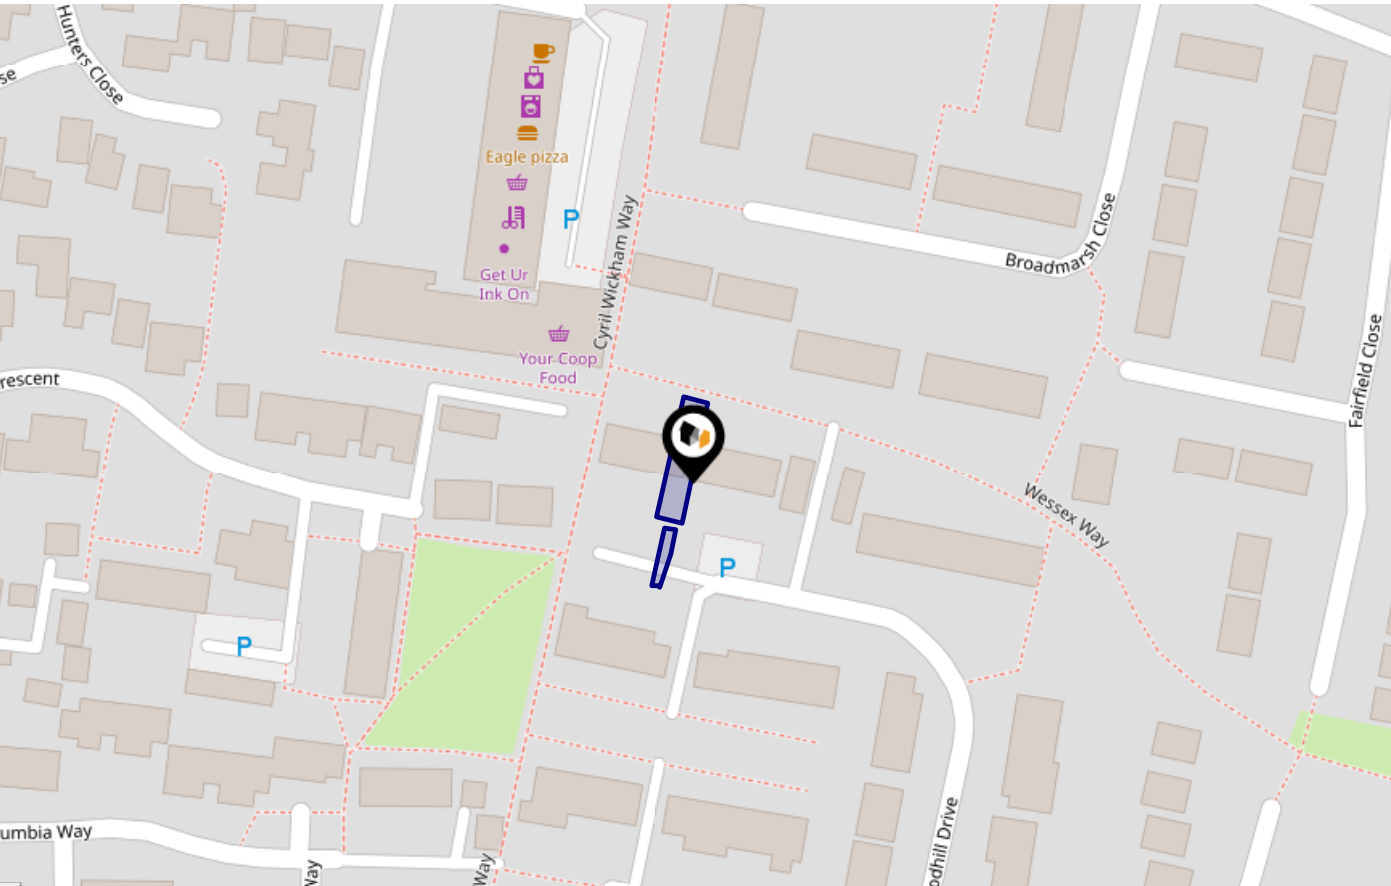 Hunters Close
se
Eagle pizza
P
Get Ur
Ink On
Cyril Wickham Way
Your Coop
Food
Broadmarsh Close
Fairfield Close
rescent
Wessex Way
P
P
umbia Way
Way
Way
odhill Drive